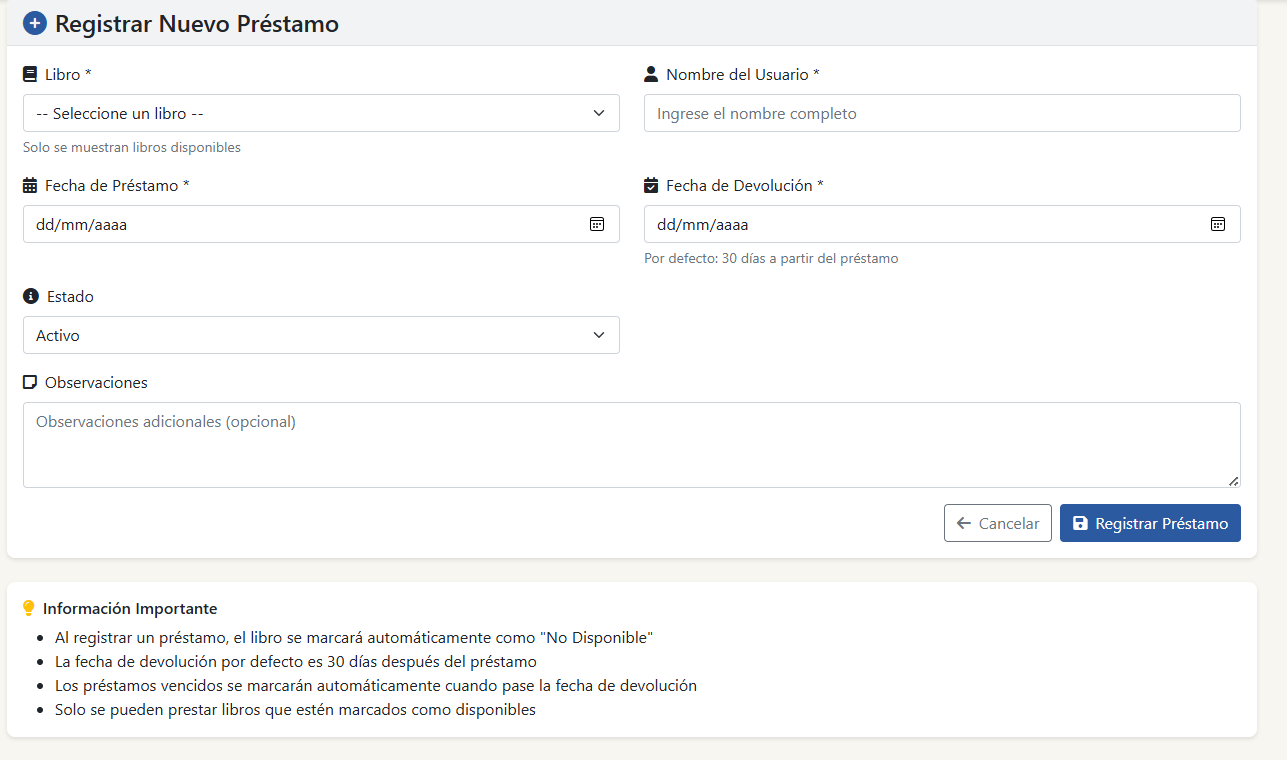 Registrar Nuevo Préstamo
Libro *
Nombre del Usuario *
-- Seleccione un libro --
Ingrese el nombre completo
Solo se muestran libros disponibles
Fecha de Préstamo *
Fecha de Devolución *
dd/mm/aaaa
dd/mm/aaaa
Por defecto: 30 días a partir del préstamo
Estado
Activo
Observaciones
Observaciones adicionales (opcional)
Cancelar
Registrar Préstamo
Información Importante
Al registrar un préstamo, el libro se marcará automáticamente como "No Disponible"
La fecha de devolución por defecto es 30 días después del préstamo
Los préstamos vencidos se marcarán automáticamente cuando pase la fecha de devolución
Solo se pueden prestar libros que estén marcados como disponibles